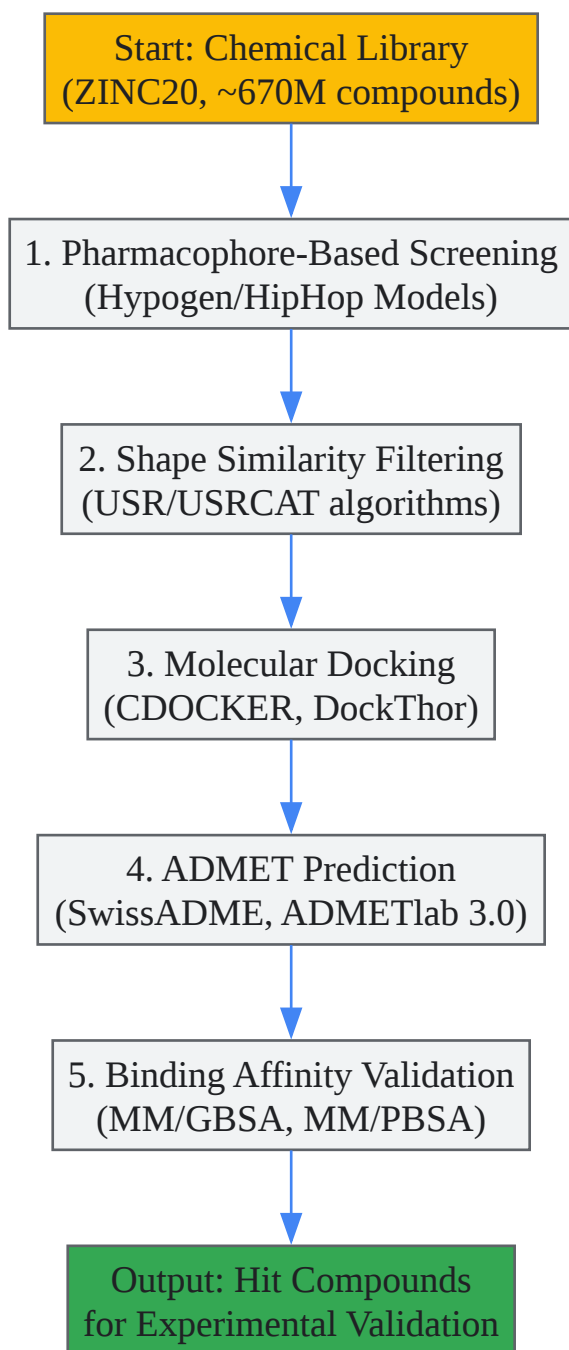 Start: Chemical Library
(ZINC20, ~670M compounds)
1. Pharmacophore-Based Screening
(Hypogen/HipHop Models)
2. Shape Similarity Filtering
(USR/USRCAT algorithms)
3. Molecular Docking
(CDOCKER, DockThor)
4. ADMET Prediction
(SwissADME, ADMETlab 3.0)
5. Binding Affinity Validation
(MM/GBSA, MM/PBSA)
Output: Hit Compounds
for Experimental Validation